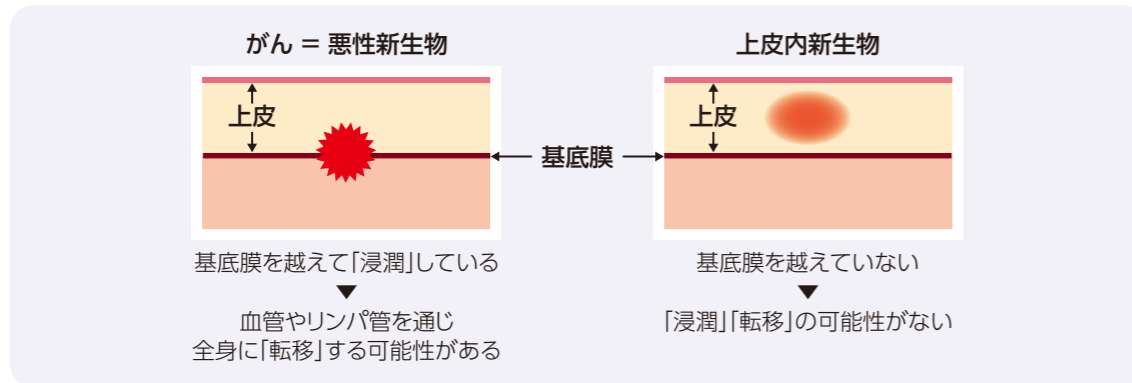 がん = 悪性新生物
上皮
基底膜を越えて「浸潤」している
血管やリンパ管を通じ
全身に「転移」する可能性がある
基底膜
上皮内新生物
上皮
基底膜を越えていない
「浸潤」「転移」の可能性がない